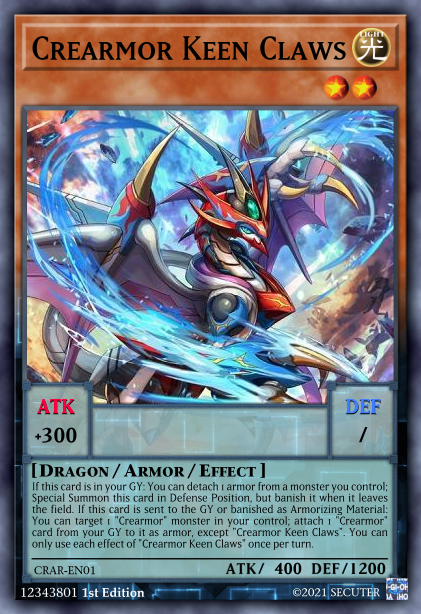 CREARMOR KEEN CLAWS
LIGHT
光
ATK
DEF
+300
/
[DRAGON / ARMOR / EFFECT ]
If this card is in your GY: You can detach 1 armor from a monster you control;
Special Summon this card in Defense Position, but banish it when it leaves
the field. If this card is sent to the GY or banished as Armorizing Material:
You can target 1 "Crearmor" monster in your control; attach 1 "Crearmor"
card from your GY to it as armor, except "Crearmor Keen Claws". You can
only use each effect of "Crearmor Keen Claws" once per turn.
CRAR-EN01
ATK/ 400 DEF/1200
12343801 1st Edition
©2021 SECUTER